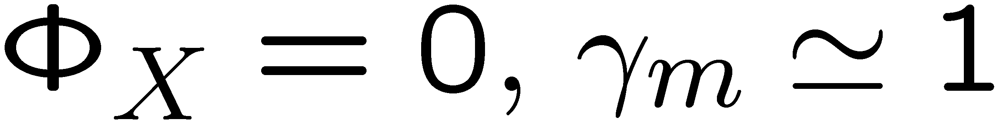 Φ_X = 0, γ_m ≃ 1